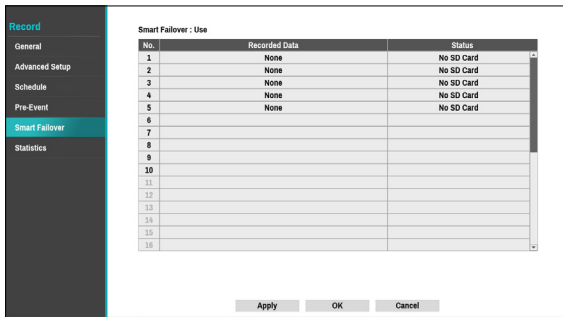 Record
General
Advanced Setup
Schedule
Pre-Event
Smart Failover
Statistics
Smart Failover : Use
No. Recorded Data Status
1 None No SD Card
2 None No SD Card
3 None No SD Card
4 None No SD Card
5 None No SD Card
6
7
8
9
10
11
12
13
14
15
16
Apply OK Cancel